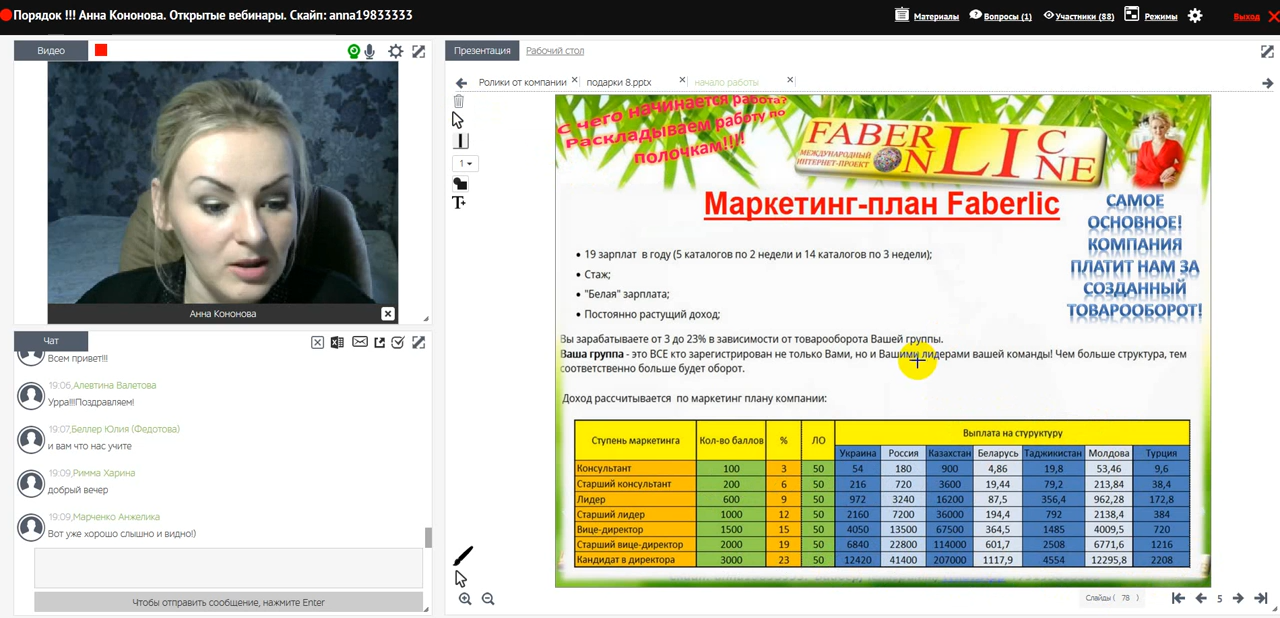 Порядок !!! Анна Кононова. Открытые вебинары. Скайп: anna19833333
Материалы
Вопросы (1)
Участники (88)
Режимы
Выход
Видео
Анна Кононова
Чат
Всем привет!!!
19:06, Алевтина Валетова
Урра!!!Поздравляем!
19:07, Беллер Юлия (Федотова)
и вам что нас учите
19:09, Римма Харина
добрый вечер
19:09, Марченко Анжелика
Вот уже хорошо слышно и видно!)
Чтобы отправить сообщение, нажмите Enter
Презентация
Рабочий стол
Ролики от компании
подарки 8.pptx
начало работы
1
С чего начинается работа?
Раскладываем работу по
полочкам!!!!
FABERLIC
ONLINE
МЕЖДУНАРОДНЫЙ
ИНТЕРНЕТ-ПРОЕКТ
Маркетинг-план Faberlic
САМОЕ
ОСНОВНОЕ!
КОМПАНИЯ
ПЛАТИТ НАМ ЗА
СОЗДАННЫЙ
ТОВАРООБОРОТ!
• 19 зарплат в году (5 каталогов по 2 недели и 14 каталогов по 3 недели);
• Стаж;
• "Белая" зарплата;
• Постоянно растущий доход;
Вы зарабатываете от 3 до 23% в зависимости от товарооборота Вашей группы.
Ваша группа - это ВСЕ кто зарегистрирован не только Вами, но и Вашими лидерами вашей команды! Чем больше структура, тем
соответственно больше будет оборот.
Доход рассчитывается по маркетинг плану компании:
Ступень маркетинга Кол-во баллов % ЛО Выплата на стуруктуру
Украина Россия Казахстан Беларусь Таджикистан Молдова Турция
Консультант 100 3 50 54 180 900 4,86 19,8 53,46 9,6
Старший консультант 200 6 50 216 720 3600 19,44 79,2 213,84 38,4
Лидер 600 9 50 972 3240 16200 87,5 356,4 962,28 172,8
Старший лидер 1000 12 50 2160 7200 36000 194,4 792 2138,4 384
Вице-директор 1500 15 50 4050 13500 67500 364,5 1485 4009,5 720
Старший вице-директор 2000 19 50 6840 22800 114000 601,7 2508 6771,6 1216
Кандидат в директора 3000 23 50 12420 41400 207000 1117,9 4554 12295,8 2208
Слайды ( 78 )
5